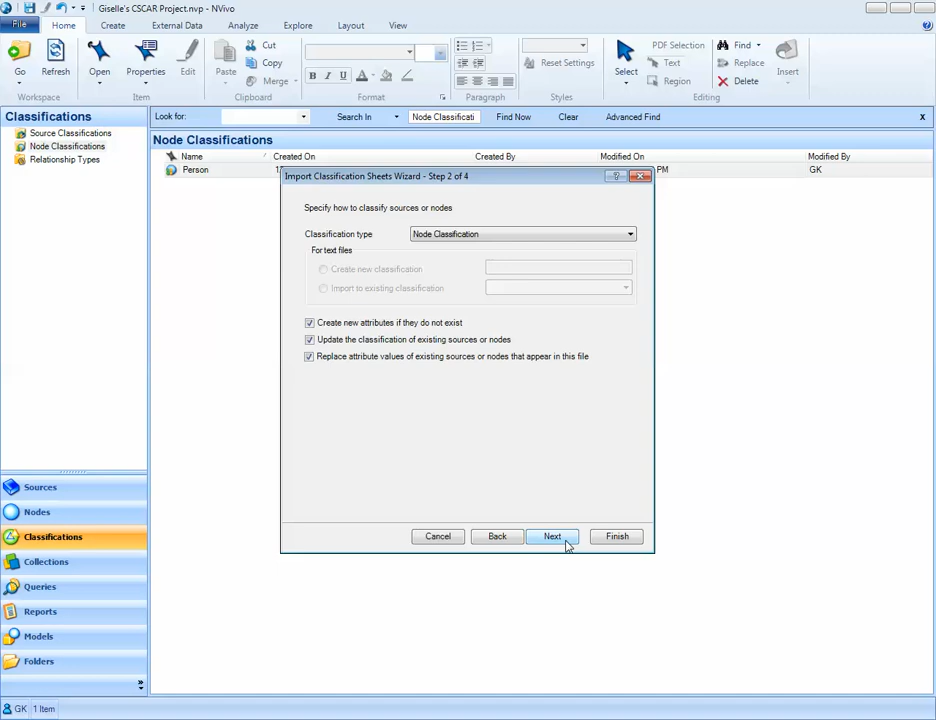 Giselle's CSCAR Project.nvp - NVivo
File Home Create External Data Analyze Explore Layout View
Go
Workspace
Refresh
Open
Properties
Edit
Item
Paste
Cut
Copy
Merge
Clipboard
B I U
Format
Paragraph
Reset Settings
Styles
Select
PDF Selection
Text
Region
Find
Replace
Delete
Insert
Editing
Classifications
Source Classifications
Node Classifications
Relationship Types
Look for: Search In Node Classificati Find Now Clear Advanced Find x
Node Classifications
Name Created On Created By Modified On Modified By
Person 1 PM GK
Import Classification Sheets Wizard - Step 2 of 4
Specify how to classify sources or nodes
Classification type Node Classification
For text files
Create new classification
Import to existing classification
Create new attributes if they do not exist
Update the classification of existing sources or nodes
Replace attribute values of existing sources or nodes that appear in this file
Cancel Back Next Finish
Sources
Nodes
Classifications
Collections
Queries
Reports
Models
Folders
GK 1 Item